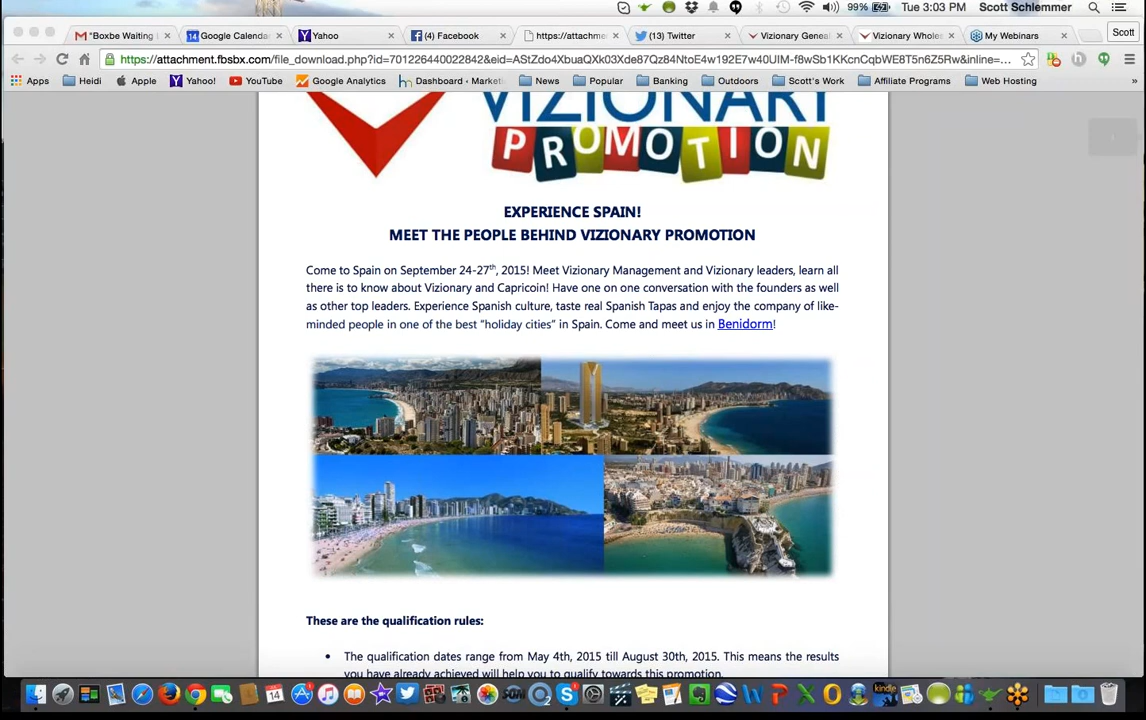 99%
Tue 3:03 PM
Scott Schlemmer
"Boxbe Waiting
Google Calenda
Yahoo
(4) Facebook
https://attachme
(13) Twitter
Vizionary Geneal
Vizionary Whole
My Webinars
Scott
https://attachment.fbsbx.com/file_download.php?id=701226440022842&eid=AStZdo4XbuaQXk03Xde87Qz84NtoE4w192E7w40UIM-f8wSb1KKcnCqbWE8T5n6Z5Rw&inline=...
Apps
Heidi
Apple
Yahoo!
YouTube
Google Analytics
Dashboard - Market
News
Popular
Banking
Outdoors
Scott's Work
Affiliate Programs
Web Hosting
»
VIZIONARY
PROMOTION
EXPERIENCE SPAIN!
MEET THE PEOPLE BEHIND VIZIONARY PROMOTION
Come to Spain on September 24-27th, 2015! Meet Vizionary Management and Vizionary leaders, learn all
there is to know about Vizionary and Capricoin! Have one on one conversation with the founders as well
as other top leaders. Experience Spanish culture, taste real Spanish Tapas and enjoy the company of like-
minded people in one of the best "holiday cities" in Spain. Come and meet us in Benidorm!
These are the qualification rules:
• The qualification dates range from May 4th, 2015 till August 30th, 2015. This means the results
you have already achieved will help you to qualify towards this promotion.
14
kindle